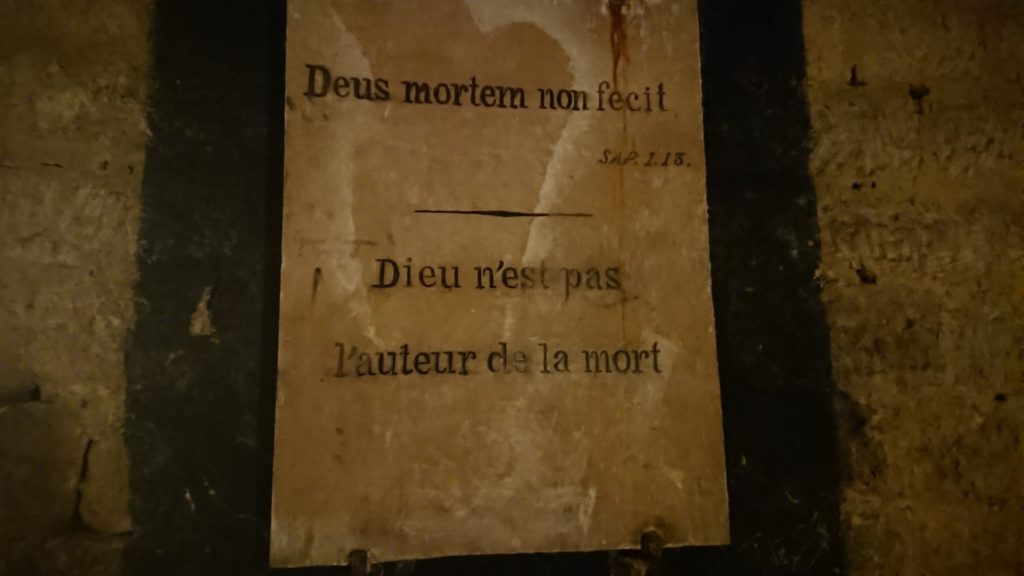 Deus mortem non fecit
SAP. 1.13.
Dieu n'est pas
l'auteur de la mort